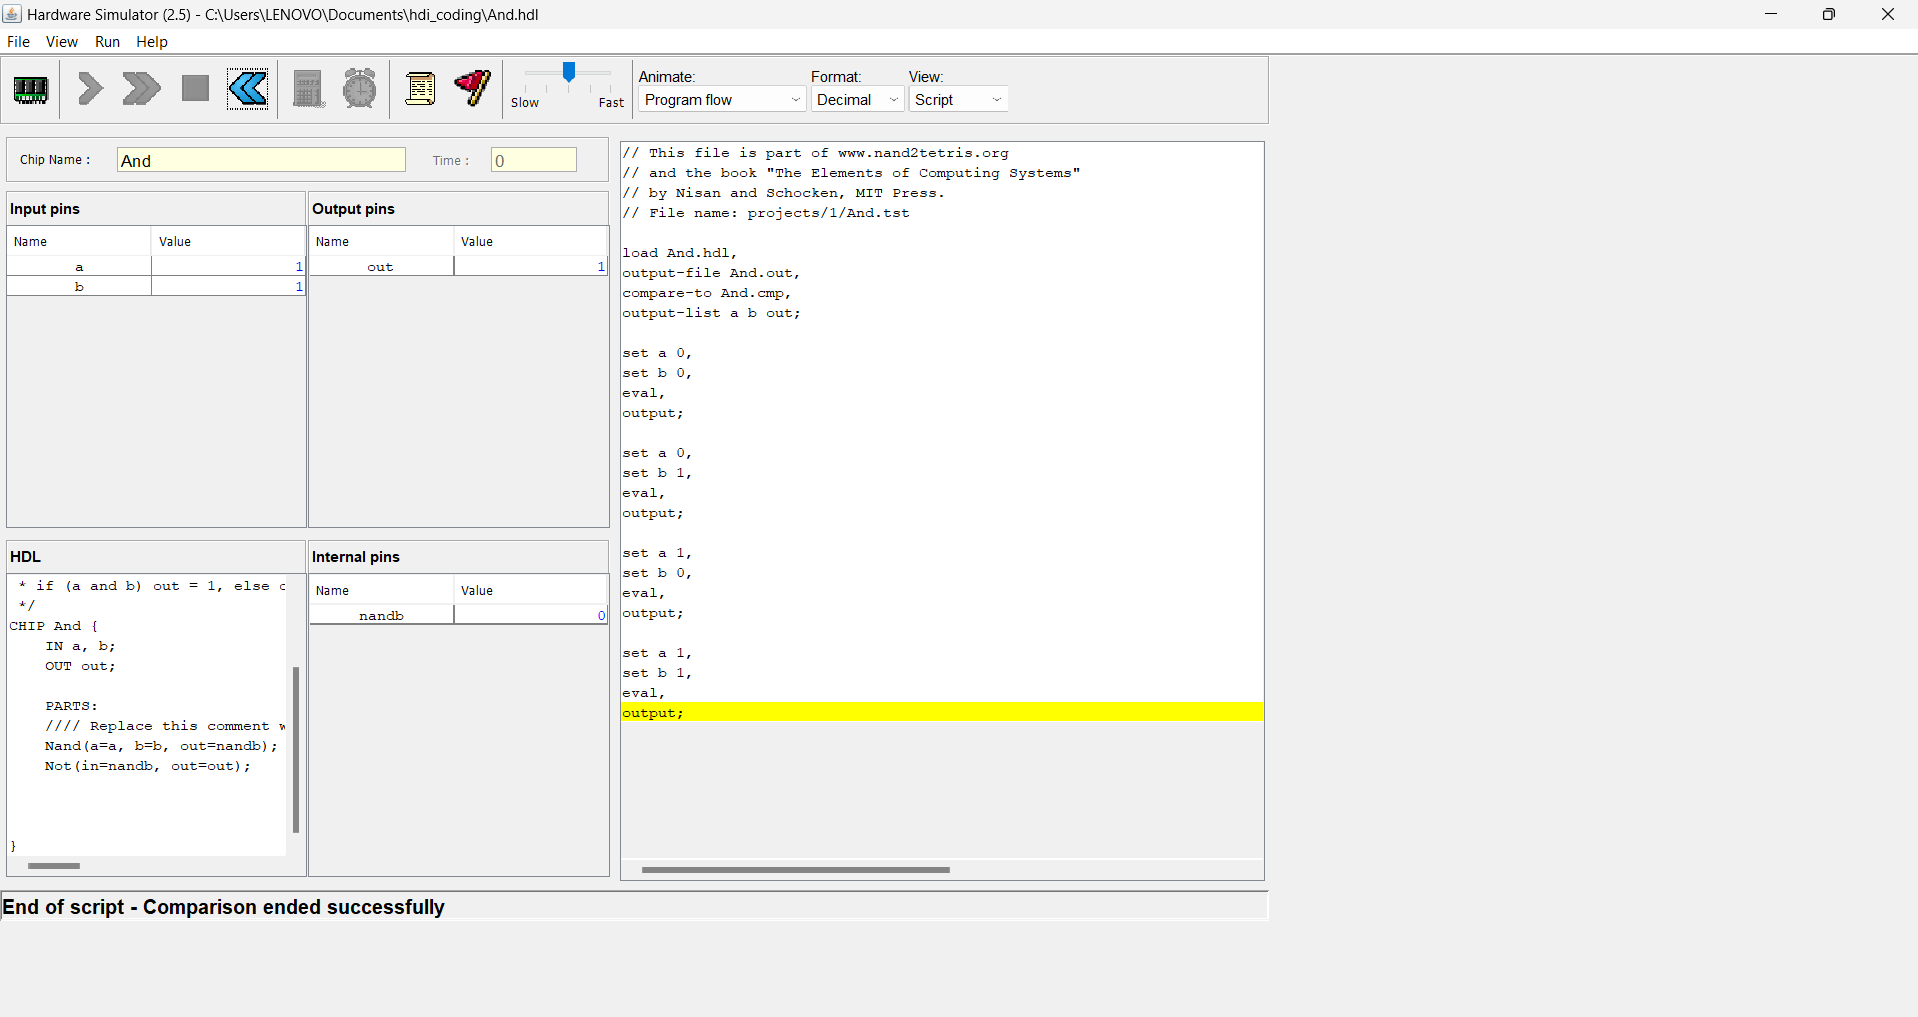 Hardware Simulator (2.5) - C:\Users\LENOVO\Documents\hdi_coding\And.hdl
File View Run Help
Slow Fast
Animate: Format: View:
Program flow Decimal Script
Chip Name : And Time : 0
Input pins
Name Value
a 1
b 1
Output pins
Name Value
out 1
HDL
* if (a and b) out = 1, else
*/
CHIP And {
IN a, b;
OUT out;
PARTS:
//// Replace this comment
Nand(a=a, b=b, out=nandb);
Not(in=nandb, out=out);
}
Internal pins
Name Value
nandb 0
// This file is part of www.nand2tetris.org
// and the book "The Elements of Computing Systems"
// by Nisan and Schocken, MIT Press.
// File name: projects/1/And.tst
load And.hdl,
output-file And.out,
compare-to And.cmp,
output-list a b out;
set a 0,
set b 0,
eval,
output;
set a 0,
set b 1,
eval,
output;
set a 1,
set b 0,
eval,
output;
set a 1,
set b 1,
eval,
output;
End of script - Comparison ended successfully